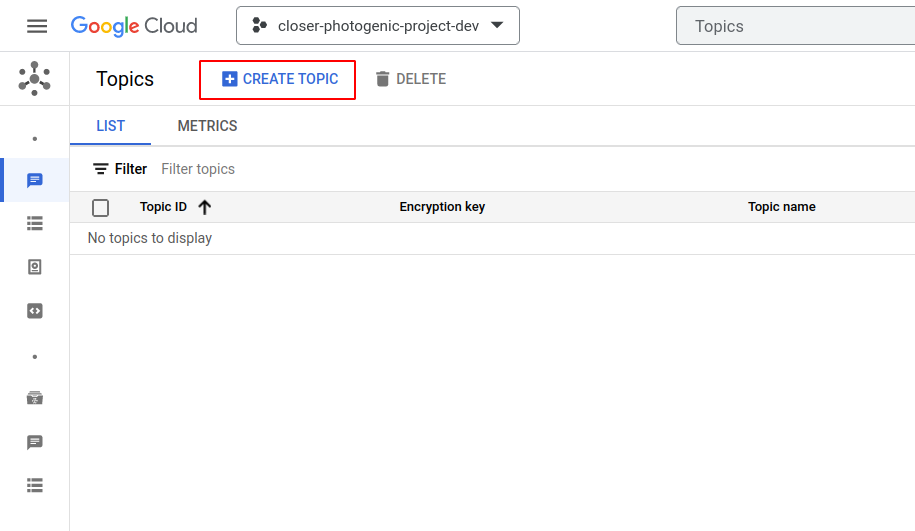 Google Cloud closer-photogenic-project-dev Topics
Topics CREATE TOPIC DELETE
LIST METRICS
Filter Filter topics
Topic ID Encryption key Topic name
No topics to display